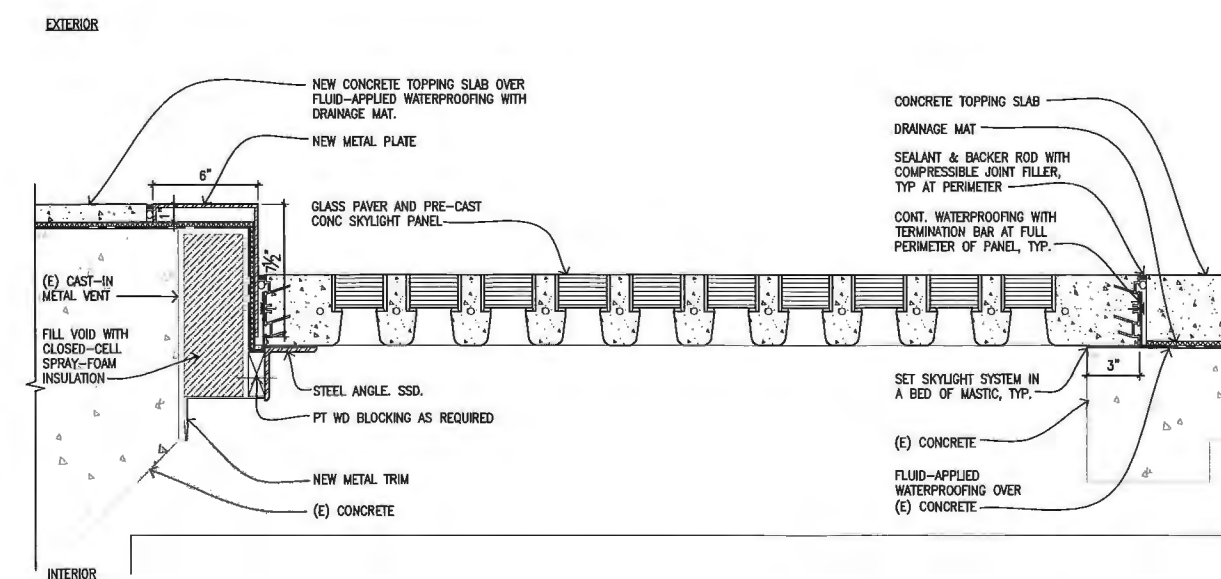 EXTERIOR
NEW CONCRETE TOPPING SLAB OVER
FLUID-APPLIED WATERPROOFING WITH
DRAINAGE MAT.
NEW METAL PLATE
6"
1"
7½"
GLASS PAVER AND PRE-CAST
CONC SKYLIGHT PANEL
(E) CAST-IN
METAL VENT
FILL VOID WITH
CLOSED-CELL
SPRAY-FOAM
INSULATION
STEEL ANGLE. SSD.
PT WD BLOCKING AS REQUIRED
NEW METAL TRIM
(E) CONCRETE
CONCRETE TOPPING SLAB
DRAINAGE MAT
SEALANT & BACKER ROD WITH
COMPRESSIBLE JOINT FILLER,
TYP AT PERIMETER
CONT. WATERPROOFING WITH
TERMINATION BAR AT FULL
PERIMETER OF PANEL, TYP.
3"
SET SKYLIGHT SYSTEM IN
A BED OF MASTIC, TYP.
(E) CONCRETE
FLUID-APPLIED
WATERPROOFING OVER
(E) CONCRETE
INTERIOR